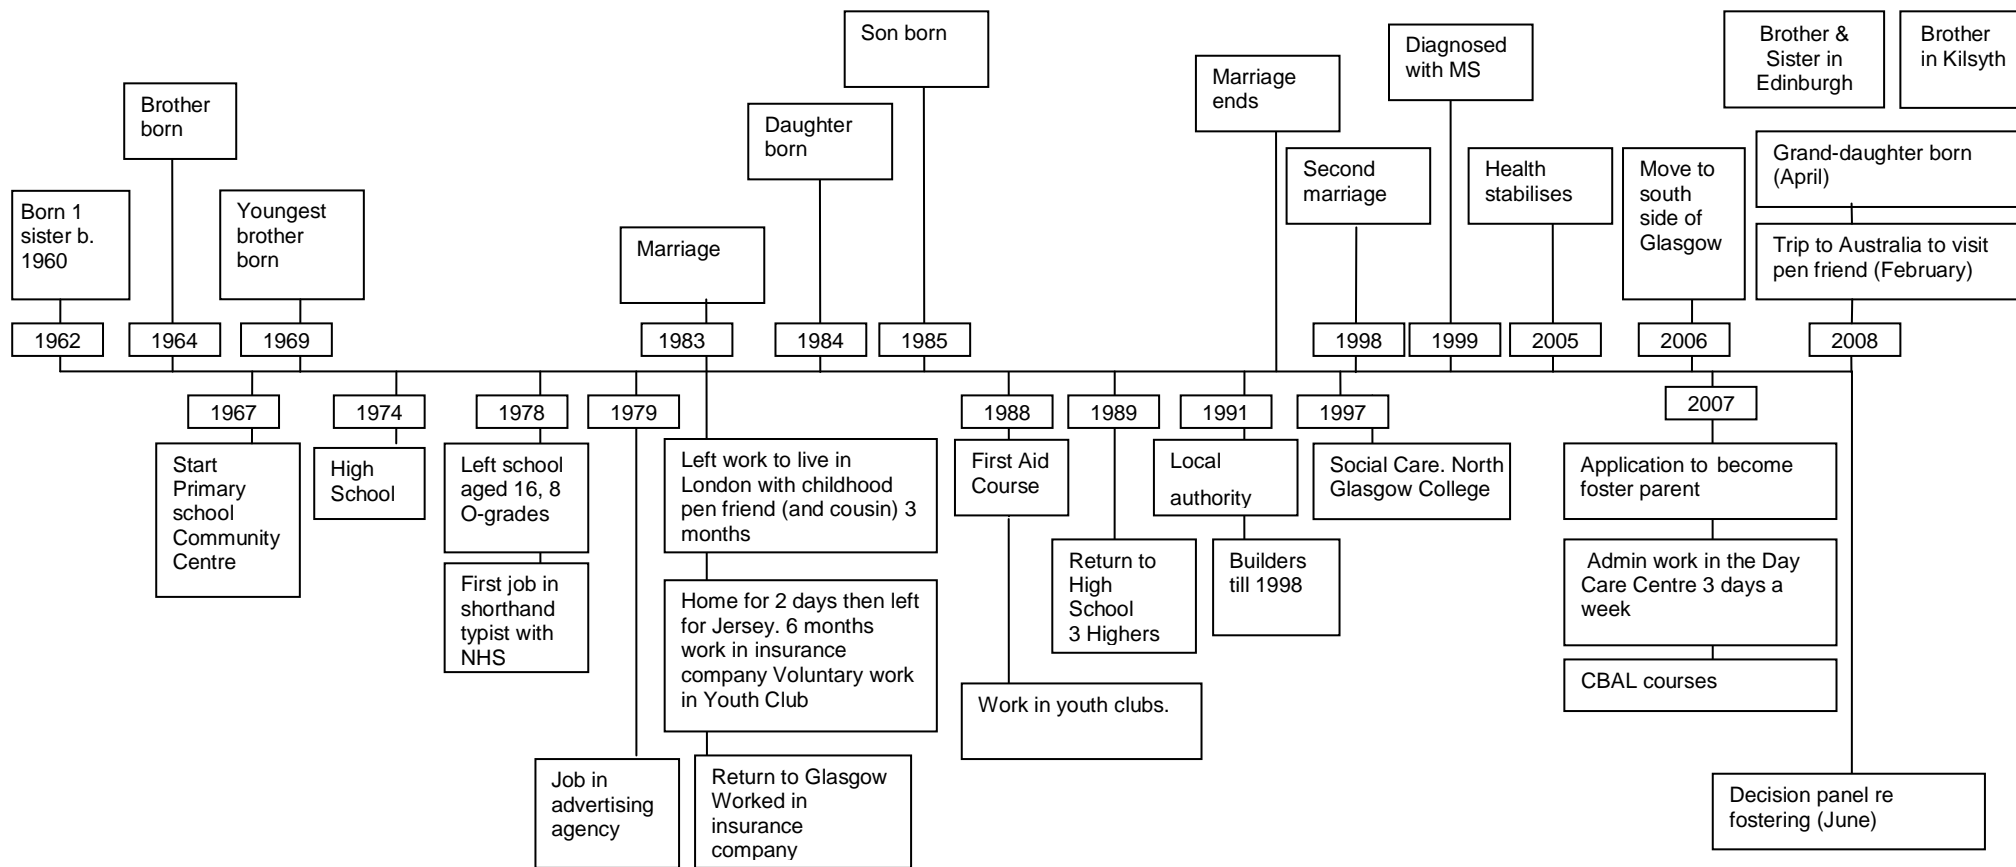 Son born
Brother
born
Daughter
born
Marriage
ends
Diagnosed
with MS
Brother &
Sister in
Edinburgh
Brother
in Kilsyth
Born 1
sister b.
1960
Youngest
brother
born
Marriage
Second
marriage
Health
stabilises
Move to
south
side of
Glasgow
Grand-daughter born
(April)
Trip to Australia to visit
pen friend (February)
1962
1964
1969
1983
1984
1985
1998
1999
2005
2006
2008
1967
1974
1978
1979
1988
1989
1991
1997
2007
Start
Primary
school
Community
Centre
High
School
Left school
aged 16, 8
O-grades
First job in
shorthand
typist with
NHS
Job in
advertising
agency
Left work to live in
London with childhood
pen friend (and cousin) 3
months
Home for 2 days then left
for Jersey. 6 months
work in insurance
company Voluntary work
in Youth Club
Return to Glasgow
Worked in
insurance
company
First Aid
Course
Work in youth clubs.
Return to
High
School
3 Highers
Local
authority
Builders
till 1998
Social Care. North
Glasgow College
Application to become
foster parent
Admin work in the Day
Care Centre 3 days a
week
CBAL courses
Decision panel re
fostering (June)